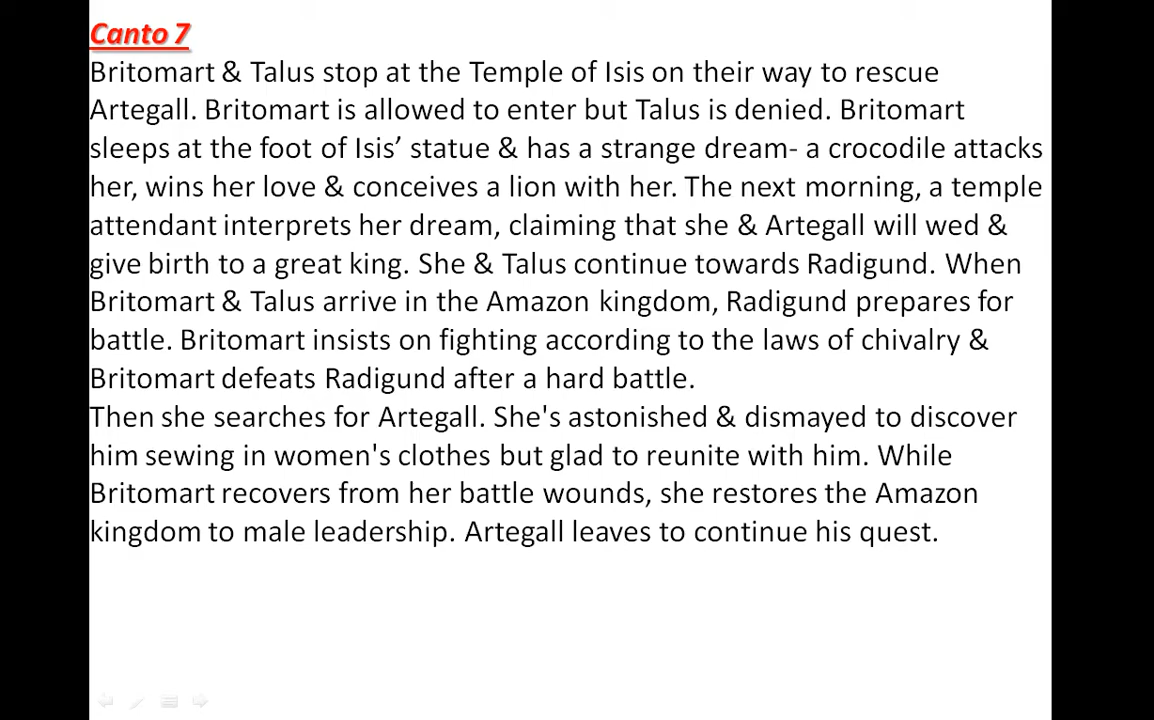 Canto 7
Britomart & Talus stop at the Temple of Isis on their way to rescue
Artegall. Britomart is allowed to enter but Talus is denied. Britomart
sleeps at the foot of Isis’ statue & has a strange dream- a crocodile attacks
her, wins her love & conceives a lion with her. The next morning, a temple
attendant interprets her dream, claiming that she & Artegall will wed &
give birth to a great king. She & Talus continue towards Radigund. When
Britomart & Talus arrive in the Amazon kingdom, Radigund prepares for
battle. Britomart insists on fighting according to the laws of chivalry &
Britomart defeats Radigund after a hard battle.
Then she searches for Artegall. She's astonished & dismayed to discover
him sewing in women's clothes but glad to reunite with him. While
Britomart recovers from her battle wounds, she restores the Amazon
kingdom to male leadership. Artegall leaves to continue his quest.